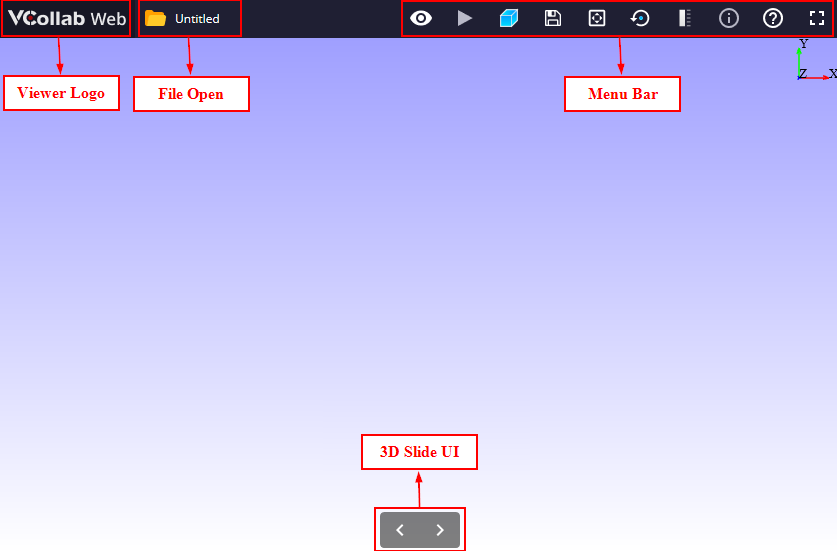 VCollab Web
Untitled
Y
Z
X
Viewer Logo
File Open
Menu Bar
3D Slide UI